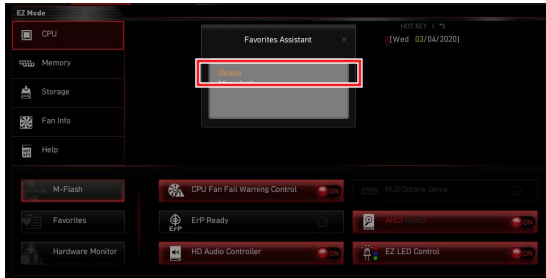 EZ Mode
HOT KEY | ⮌
CPU
Favorites Assistant ×
[Wed 03/04/2020]
Memory
Delete
Storage
Fan Info
Help
M-Flash
CPU Fan Fail Warning Control
ON
M.2/Optane Genie
Favorites
ErP
ErP Ready
AHCI /RAID
ON
Hardware Monitor
HD Audio Controller
ON
EZ LED Control
ON